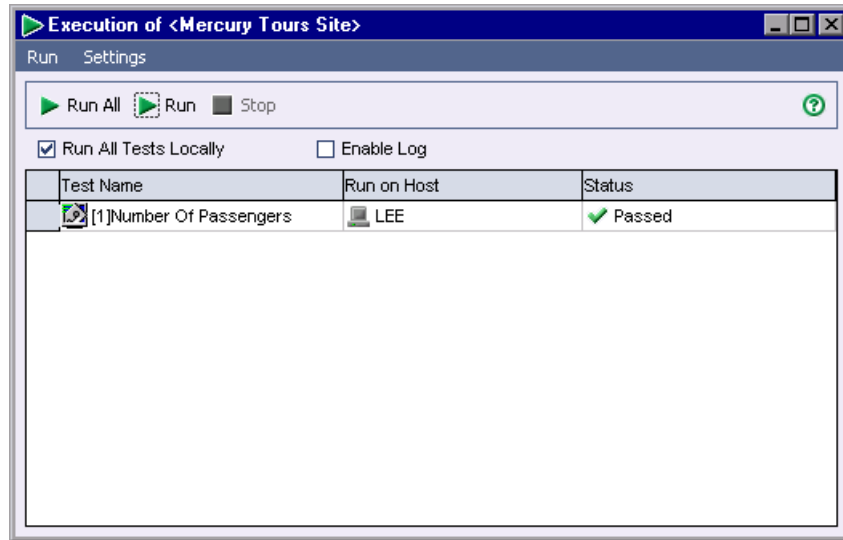 Execution of <Mercury Tours Site>
Run Settings
Run All Run Stop
Run All Tests Locally Enable Log
Test Name Run on Host Status
[1]Number Of Passengers LEE Passed